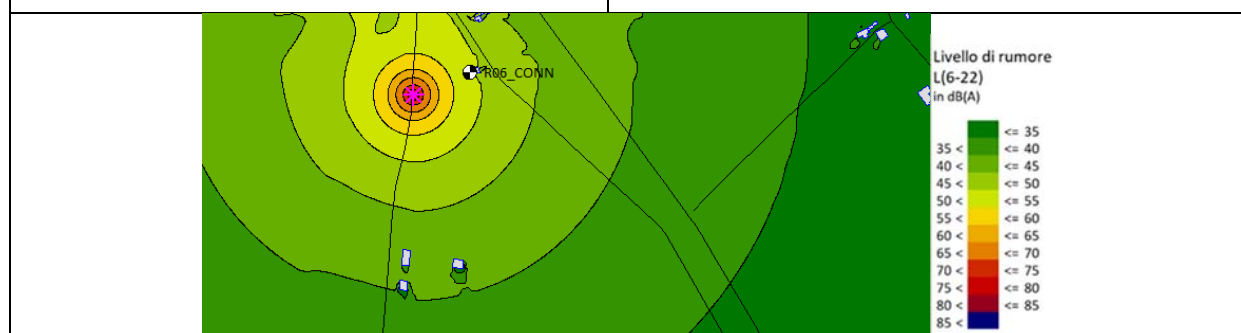 R06_CONN
Livello di rumore
L(6-22)
in dB(A)
<= 35
35 < <= 40
40 < <= 45
45 < <= 50
50 < <= 55
55 < <= 60
60 < <= 65
65 < <= 70
70 < <= 75
75 < <= 80
80 < <= 85
85 <